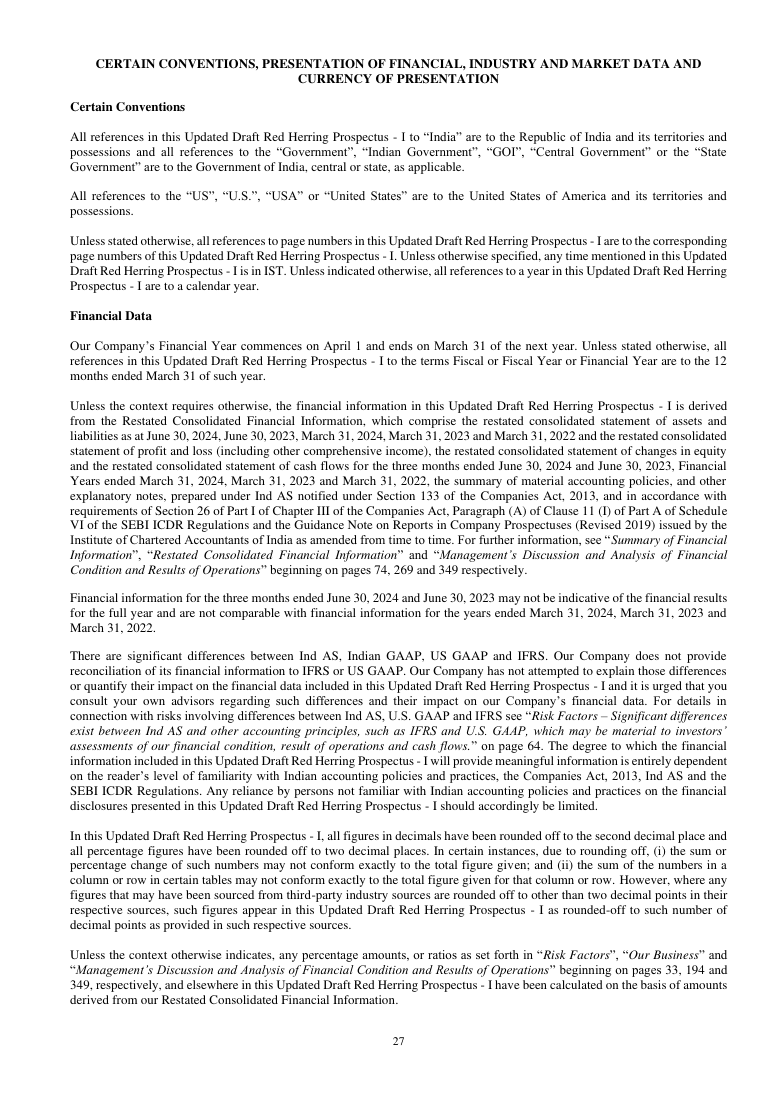 CERTAIN CONVENTIONS, PRESENTATION OF FINANCIAL, INDUSTRY AND MARKET DATA AND
CURRENCY OF PRESENTATION
Certain Conventions
All references in this Updated Draft Red Herring Prospectus - I to “India” are to the Republic of India and its territories and
possessions and all references to the “Government”, “Indian Government”, “GOI”, “Central Government” or the “State
Government” are to the Government of India, central or state, as applicable.
All references to the “US”, “U.S.”, “USA” or “United States” are to the United States of America and its territories and
possessions.
Unless stated otherwise, all references to page numbers in this Updated Draft Red Herring Prospectus - I are to the corresponding
page numbers of this Updated Draft Red Herring Prospectus - I. Unless otherwise specified, any time mentioned in this Updated
Draft Red Herring Prospectus - I is in IST. Unless indicated otherwise, all references to a year in this Updated Draft Red Herring
Prospectus - I are to a calendar year.
Financial Data
Our Company’s Financial Year commences on April 1 and ends on March 31 of the next year. Unless stated otherwise, all
references in this Updated Draft Red Herring Prospectus - I to the terms Fiscal or Fiscal Year or Financial Year are to the 12
months ended March 31 of such year.
Unless the context requires otherwise, the financial information in this Updated Draft Red Herring Prospectus - I is derived
from the Restated Consolidated Financial Information, which comprise the restated consolidated statement of assets and
liabilities as at June 30, 2024, June 30, 2023, March 31, 2024, March 31, 2023 and March 31, 2022 and the restated consolidated
statement of profit and loss (including other comprehensive income), the restated consolidated statement of changes in equity
and the restated consolidated statement of cash flows for the three months ended June 30, 2024 and June 30, 2023, Financial
Years ended March 31, 2024, March 31, 2023 and March 31, 2022, the summary of material accounting policies, and other
explanatory notes, prepared under Ind AS notified under Section 133 of the Companies Act, 2013, and in accordance with
requirements of Section 26 of Part I of Chapter III of the Companies Act, Paragraph (A) of Clause 11 (I) of Part A of Schedule
VI of the SEBI ICDR Regulations and the Guidance Note on Reports in Company Prospectuses (Revised 2019) issued by the
Institute of Chartered Accountants of India as amended from time to time. For further information, see “Summary of Financial
Information”, “Restated Consolidated Financial Information” and “Management’s Discussion and Analysis of Financial
Condition and Results of Operations” beginning on pages 74, 269 and 349 respectively.
Financial information for the three months ended June 30, 2024 and June 30, 2023 may not be indicative of the financial results
for the full year and are not comparable with financial information for the years ended March 31, 2024, March 31, 2023 and
March 31, 2022.
There are significant differences between Ind AS, Indian GAAP, US GAAP and IFRS. Our Company does not provide
reconciliation of its financial information to IFRS or US GAAP. Our Company has not attempted to explain those differences
or quantify their impact on the financial data included in this Updated Draft Red Herring Prospectus - I and it is urged that you
consult your own advisors regarding such differences and their impact on our Company’s financial data. For details in
connection with risks involving differences between Ind AS, U.S. GAAP and IFRS see “Risk Factors – Significant differences
exist between Ind AS and other accounting principles, such as IFRS and U.S. GAAP, which may be material to investors’
assessments of our financial condition, result of operations and cash flows.” on page 64. The degree to which the financial
information included in this Updated Draft Red Herring Prospectus - I will provide meaningful information is entirely dependent
on the reader’s level of familiarity with Indian accounting policies and practices, the Companies Act, 2013, Ind AS and the
SEBI ICDR Regulations. Any reliance by persons not familiar with Indian accounting policies and practices on the financial
disclosures presented in this Updated Draft Red Herring Prospectus - I should accordingly be limited.
In this Updated Draft Red Herring Prospectus - I, all figures in decimals have been rounded off to the second decimal place and
all percentage figures have been rounded off to two decimal places. In certain instances, due to rounding off, (i) the sum or
percentage change of such numbers may not conform exactly to the total figure given; and (ii) the sum of the numbers in a
column or row in certain tables may not conform exactly to the total figure given for that column or row. However, where any
figures that may have been sourced from third-party industry sources are rounded off to other than two decimal points in their
respective sources, such figures appear in this Updated Draft Red Herring Prospectus - I as rounded-off to such number of
decimal points as provided in such respective sources.
Unless the context otherwise indicates, any percentage amounts, or ratios as set forth in “Risk Factors”, “Our Business” and
“Management’s Discussion and Analysis of Financial Condition and Results of Operations” beginning on pages 33, 194 and
349, respectively, and elsewhere in this Updated Draft Red Herring Prospectus - I have been calculated on the basis of amounts
derived from our Restated Consolidated Financial Information.
27